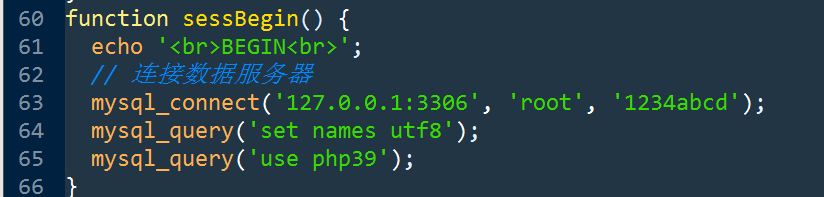 60 function sessBegin() {
61 echo '<br>BEGIN<br>';
62 // 连接数据服务器
63 mysql_connect('127.0.0.1:3306', 'root', '1234abcd');
64 mysql_query('set names utf8');
65 mysql_query('use php39');
66 }